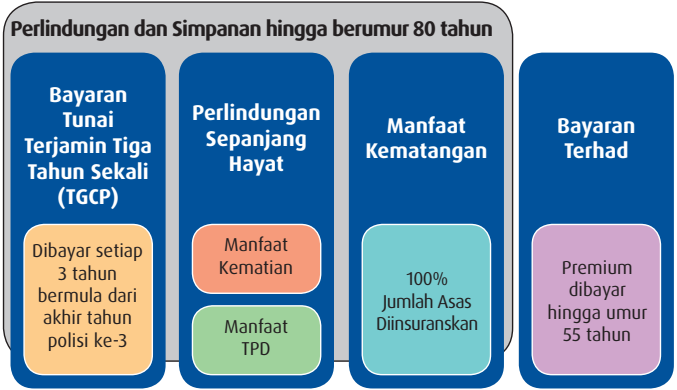 Perlindungan dan Simpanan hingga berumur 80 tahun
Bayaran
Tunai
Terjamin Tiga
Tahun Sekali
(TGCP)
Dibayar setiap
3 tahun
bermula dari
akhir tahun
polisi ke-3
Perlindungan
Sepanjang
Hayat
Manfaat
Kematian
Manfaat
TPD
Manfaat
Kematangan
100%
Jumlah Asas
Diinsuranskan
Bayaran
Terhad
Premium
dibayar
hingga umur
55 tahun